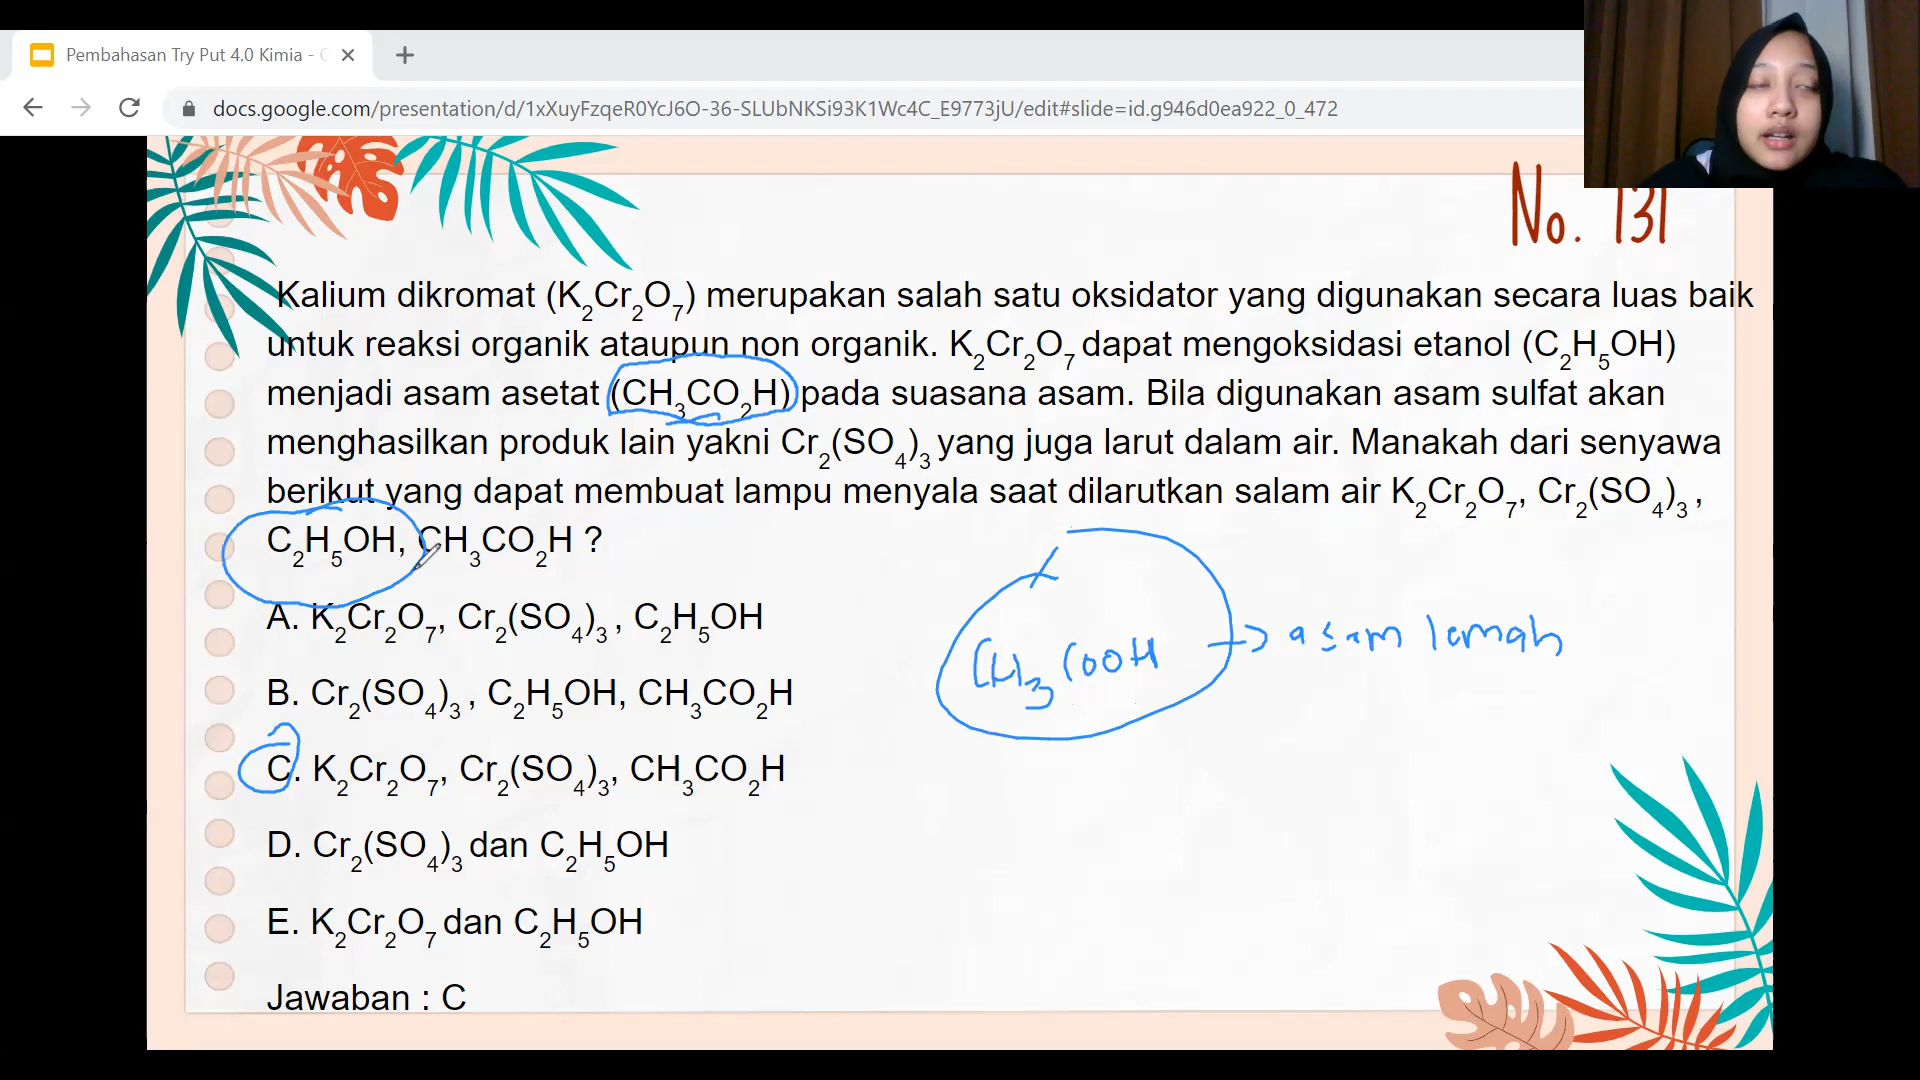 Pembahasan Try Put 4.0 Kimia -
docs.google.com/presentation/d/1xXuyFzqeR0YcJ6O-36-SLUbNKSi93K1Wc4C_E9773jU/edit#slide=id.g946d0ea922_0_472
No. 131
Kalium dikromat (K₂Cr₂O₇) merupakan salah satu oksidator yang digunakan secara luas baik
untuk reaksi organik ataupun non organik. K₂Cr₂O₇ dapat mengoksidasi etanol (C₂H₅OH)
menjadi asam asetat (CH₃CO₂H) pada suasana asam. Bila digunakan asam sulfat akan
menghasilkan produk lain yakni Cr₂(SO₄)₃ yang juga larut dalam air. Manakah dari senyawa
berikut yang dapat membuat lampu menyala saat dilarutkan salam air K₂Cr₂O₇, Cr₂(SO₄)₃ ,
C₂H₅OH, CH₃CO₂H ?
CH₃COOH → asam lemah
A. K₂Cr₂O₇, Cr₂(SO₄)₃ , C₂H₅OH
B. Cr₂(SO₄)₃ , C₂H₅OH, CH₃CO₂H
C. K₂Cr₂O₇, Cr₂(SO₄)₃, CH₃CO₂H
D. Cr₂(SO₄)₃ dan C₂H₅OH
E. K₂Cr₂O₇ dan C₂H₅OH
Jawaban : C